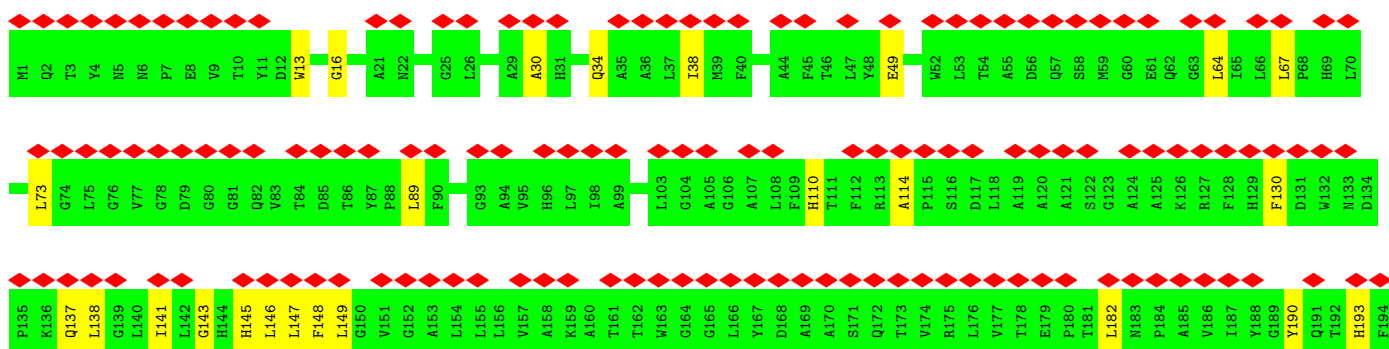 M1 Q2 T3 Y4 N5 N6 P7 E8 V9 T10 Y11 D12 W13 G16 A21 N22 G25 L26 A29 A30 H31 Q34 A35 A36 L37 I38 M39 F40 A44 F45 T46 L47 Y48 E49 W52 L53 T54 A55 D56 Q57 S58 M59 G60 E61 Q62 G63 L64 I65 L66 L67 P68 H69 L70
L73 G74 L75 G76 V77 G78 D79 G80 G81 Q82 V83 T84 D85 T86 Y87 P88 L89 F90 G93 A94 V95 H96 L97 I98 A99 L103 G104 A105 G106 A107 L108 F109 H110 T111 F112 R113 A114 P115 S116 D117 L118 A119 A120 A121 S122 G123 A124 A125 K126 R127 F128 H129 F130 D131 W132 N133 D134
P135 K136 Q137 L138 G139 L140 I141 L142 G143 H144 H145 L146 L147 F148 L149 G150 V151 G152 A153 L154 L155 L156 V157 A158 K159 A160 T161 T162 W163 G164 G165 L166 Y167 D168 A169 A170 S171 Q172 T173 V174 R175 L176 V177 T178 E179 P180 T181 L182 N183 P184 A185 V186 I187 Y188 G189 Y190 Q191 T192 H193 F194